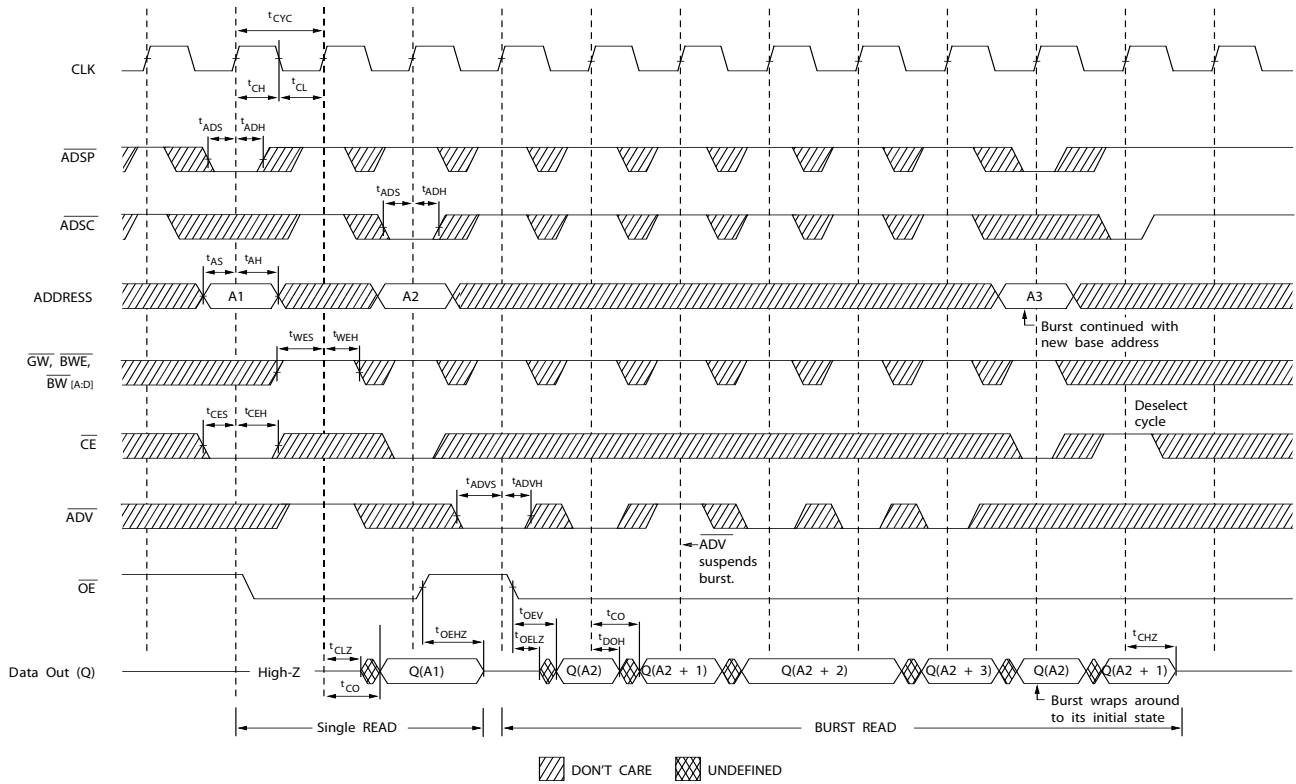 tCYC
CLK
tCH
tCL
tADS
tADH
ADSP
tADS
tADH
ADSC
tAS
tAH
ADDRESS
A1
A2
A3
Burst continued with
new base address
tWES
tWEH
GW, BWE,
BW [A:D]
tCES
tCEH
Deselect
cycle
CE
tADVS
tADVH
ADV
ADV
suspends
burst.
OE
tOEHZ
tOEV
tOELZ
tCO
tDOH
tCHZ
tCLZ
Data Out (Q)
High-Z
Q(A1)
Q(A2)
Q(A2 + 1)
Q(A2 + 2)
Q(A2 + 3)
Q(A2)
Q(A2 + 1)
tCO
Burst wraps around
to its initial state
Single READ
BURST READ
DON'T CARE
UNDEFINED